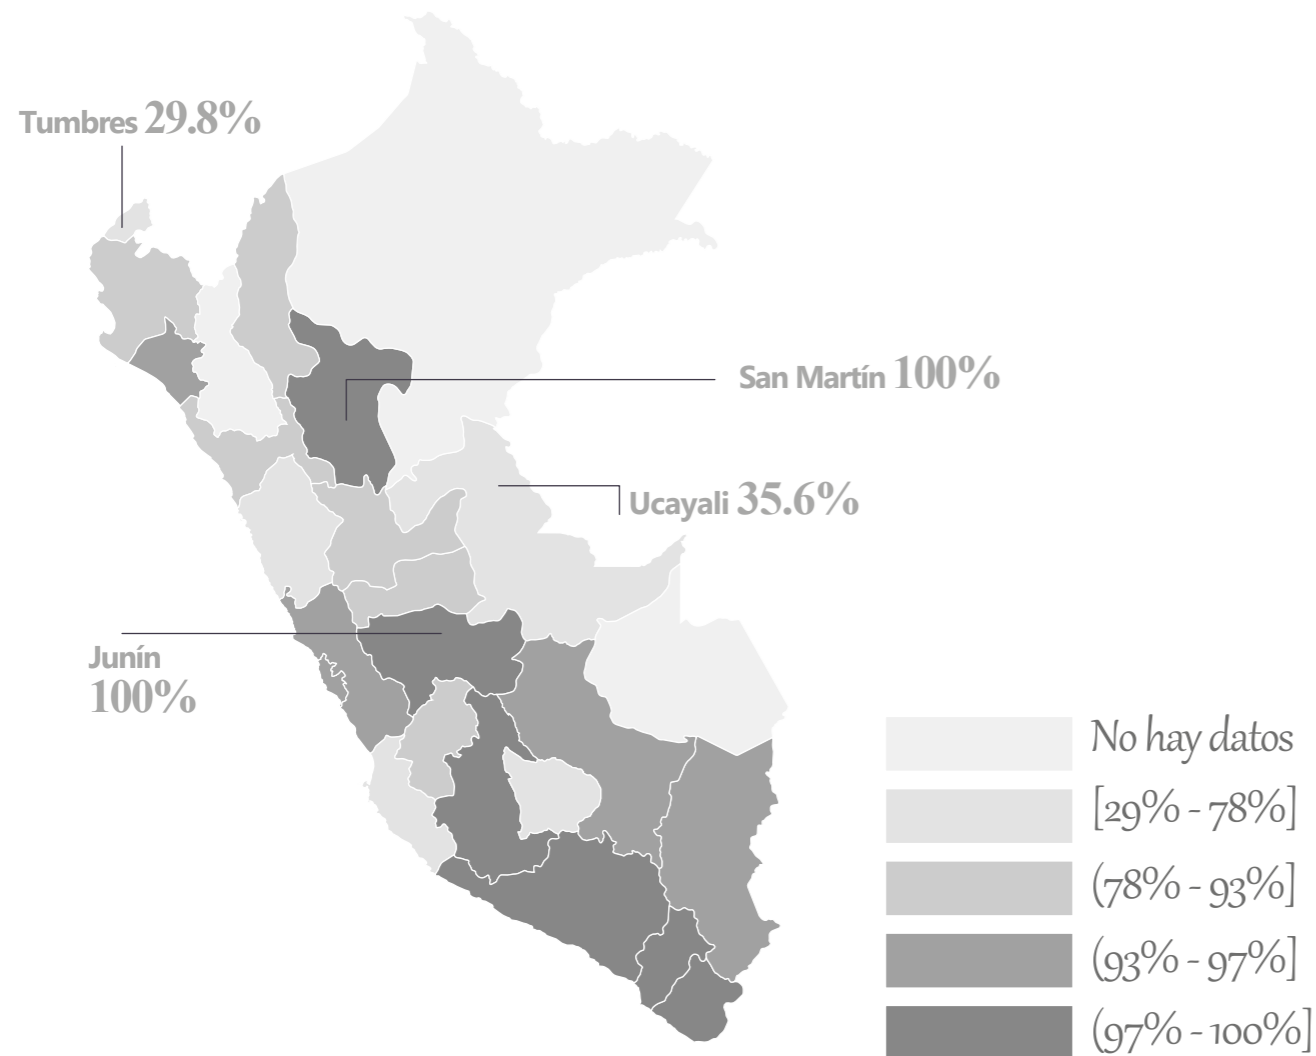 Tumbres 29.8%
San Martín 100%
Ucayali 35.6%
Junín
100%
No hay datos
[29% - 78%]
(78% - 93%]
(93% - 97%]
(97% - 100%]